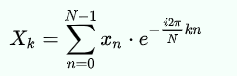 X_k = \sum_{n=0}^{N-1} x_n \cdot e^{-\frac{i2\pi}{N}kn}